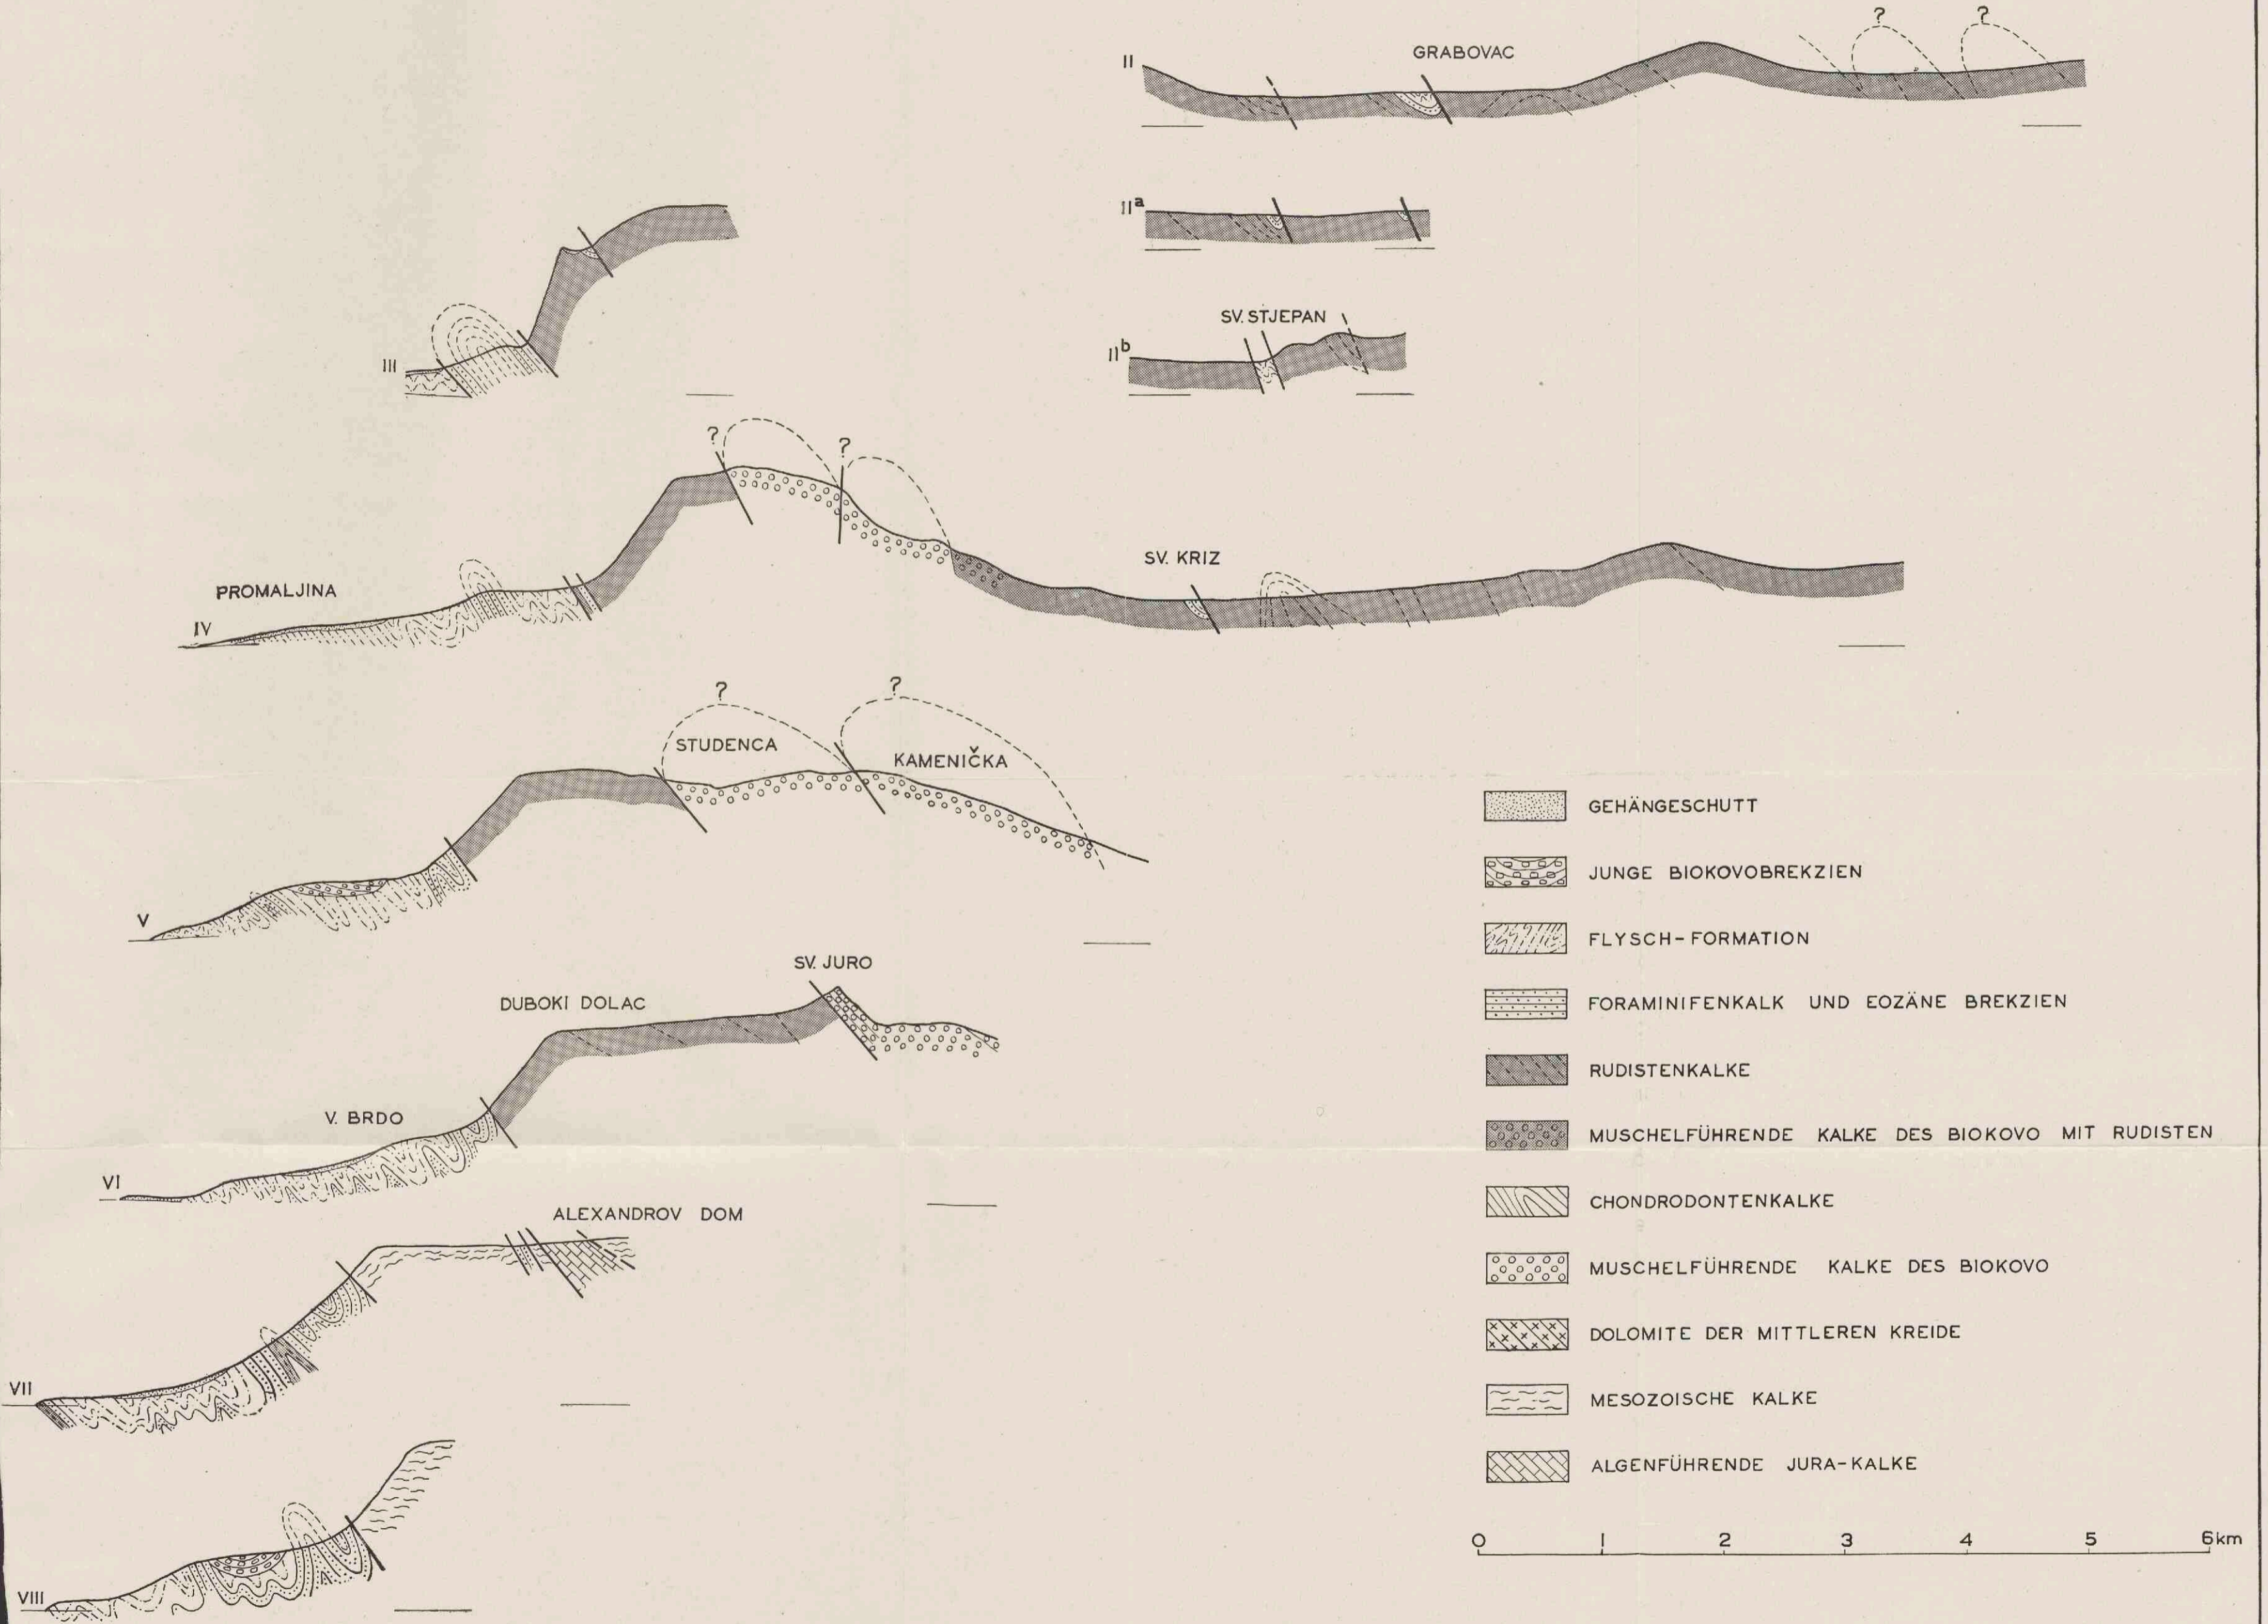 ? ?
II GRABOVAC
IIa
SV. STJEPAN
IIb
III
? ?
SV. KRIZ
PROMALJINA
IV
? ?
STUDENCA
KAMENIČKA
V
SV. JURO
DUBOKI DOLAC
V. BRDO
VI
ALEXANDROV DOM
VII
VIII
GEHÄNGESCHUTT
JUNGE BIOKOVOBREKZIEN
FLYSCH-FORMATION
FORAMINIFENKALK UND EOZÄNE BREKZIEN
RUDISTENKALKE
MUSCHELFÜHRENDE KALKE DES BIOKOVO MIT RUDISTEN
CHONDRODONTENKALKE
MUSCHELFÜHRENDE KALKE DES BIOKOVO
DOLOMITE DER MITTLEREN KREIDE
MESOZOISCHE KALKE
ALGENFÜHRENDE JURA-KALKE
0 1 2 3 4 5 6km